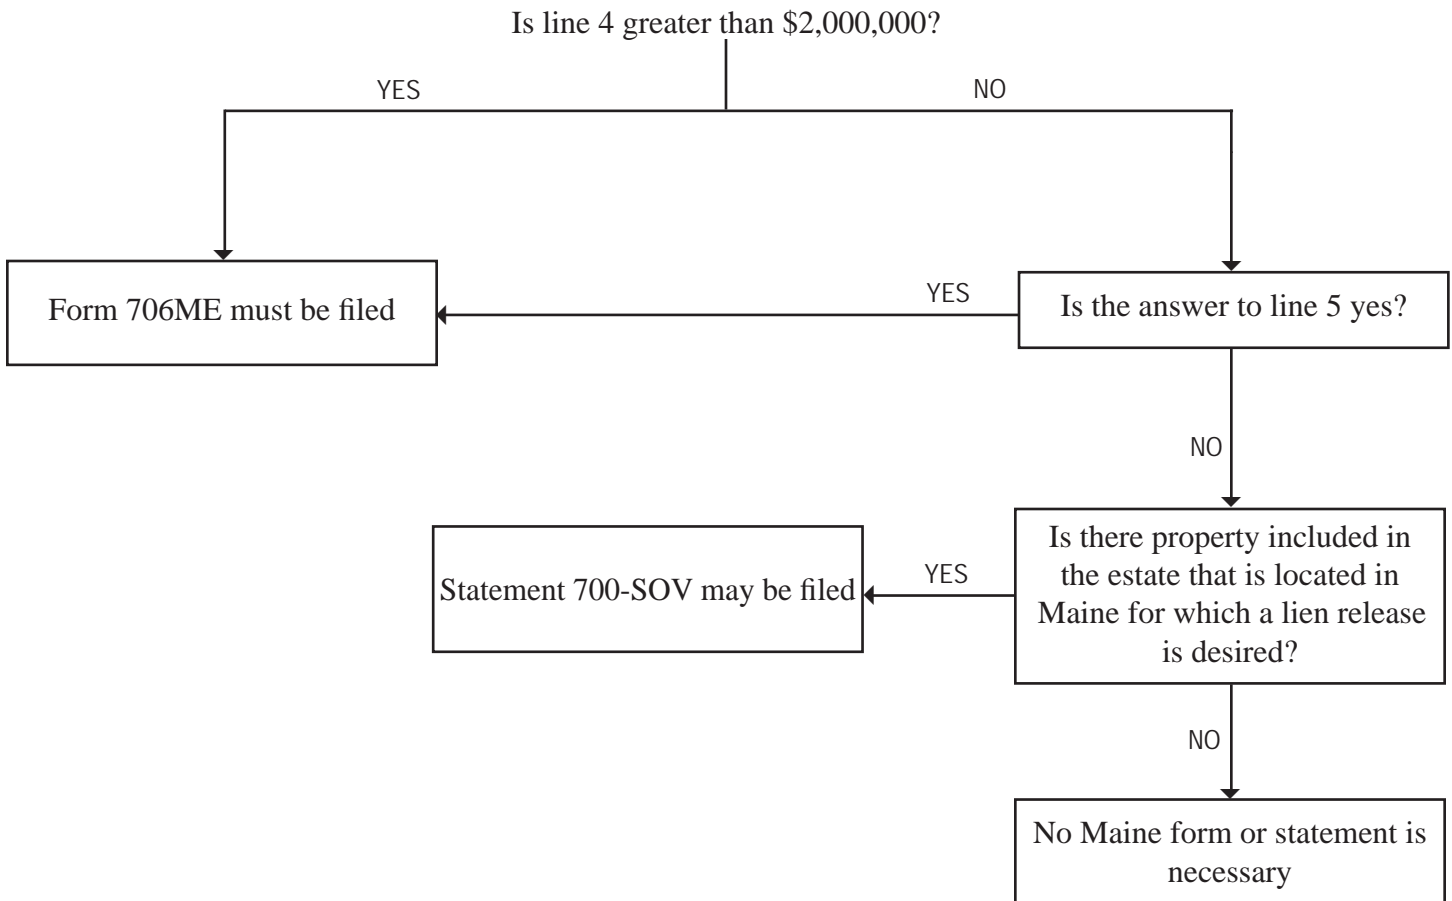 Is line 4 greater than $2,000,000?
YES
NO
Form 706ME must be filed
YES
Is the answer to line 5 yes?
NO
Statement 700-SOV may be filed
YES
Is there property included in
the estate that is located in
Maine for which a lien release
is desired?
NO
No Maine form or statement is
necessary